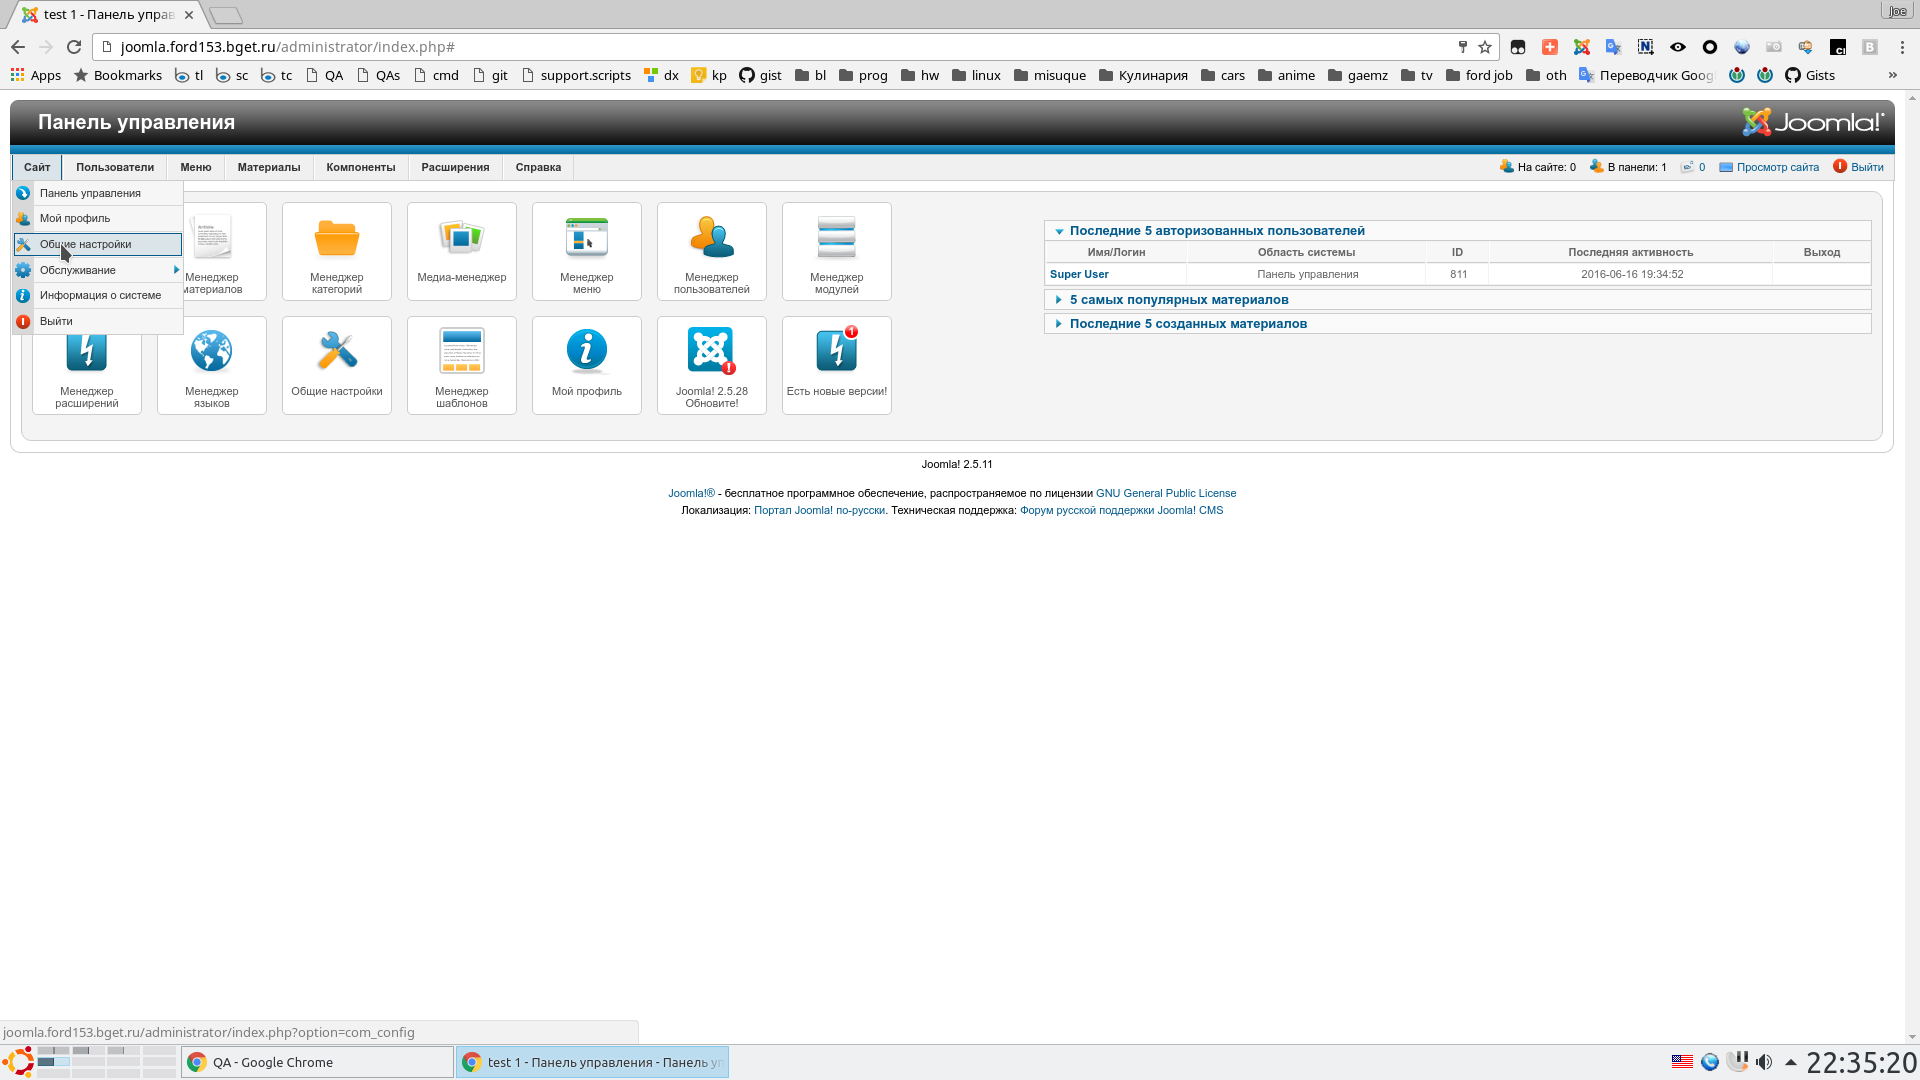 test 1 - Панель управ
Joe
joomla.ford153.bget.ru/administrator/index.php#
Apps Bookmarks tl sc tc QA QAs cmd git support.scripts dx kp gist bl prog hw linux misuque Кулинария cars anime gaemz tv ford job oth Переводчик Goog Gists »
Панель управления
Joomla!
Сайт Пользователи Меню Материалы Компоненты Расширения Справка
На сайте: 0 В панели: 1 0 Просмотр сайта Выйти
Панель управления
Мой профиль
Общие настройки
Обслуживание
Информация о системе
Выйти
Менеджер материалов
Менеджер категорий
Медиа-менеджер
Менеджер меню
Менеджер пользователей
Менеджер модулей
Менеджер расширений
Менеджер языков
Общие настройки
Менеджер шаблонов
Мой профиль
Joomla! 2.5.28 Обновите!
1
Есть новые версии!
Последние 5 авторизованных пользователей
Имя/Логин Область системы ID Последняя активность Выход
Super User Панель управления 811 2016-06-16 19:34:52
5 самых популярных материалов
Последние 5 созданных материалов
Joomla! 2.5.11
Joomla!® - бесплатное программное обеспечение, распространяемое по лицензии GNU General Public License
Локализация: Портал Joomla! по-русски. Техническая поддержка: Форум русской поддержки Joomla! CMS
joomla.ford153.bget.ru/administrator/index.php?option=com_config
QA - Google Chrome
test 1 - Панель управления - Панель уп
22:35:20